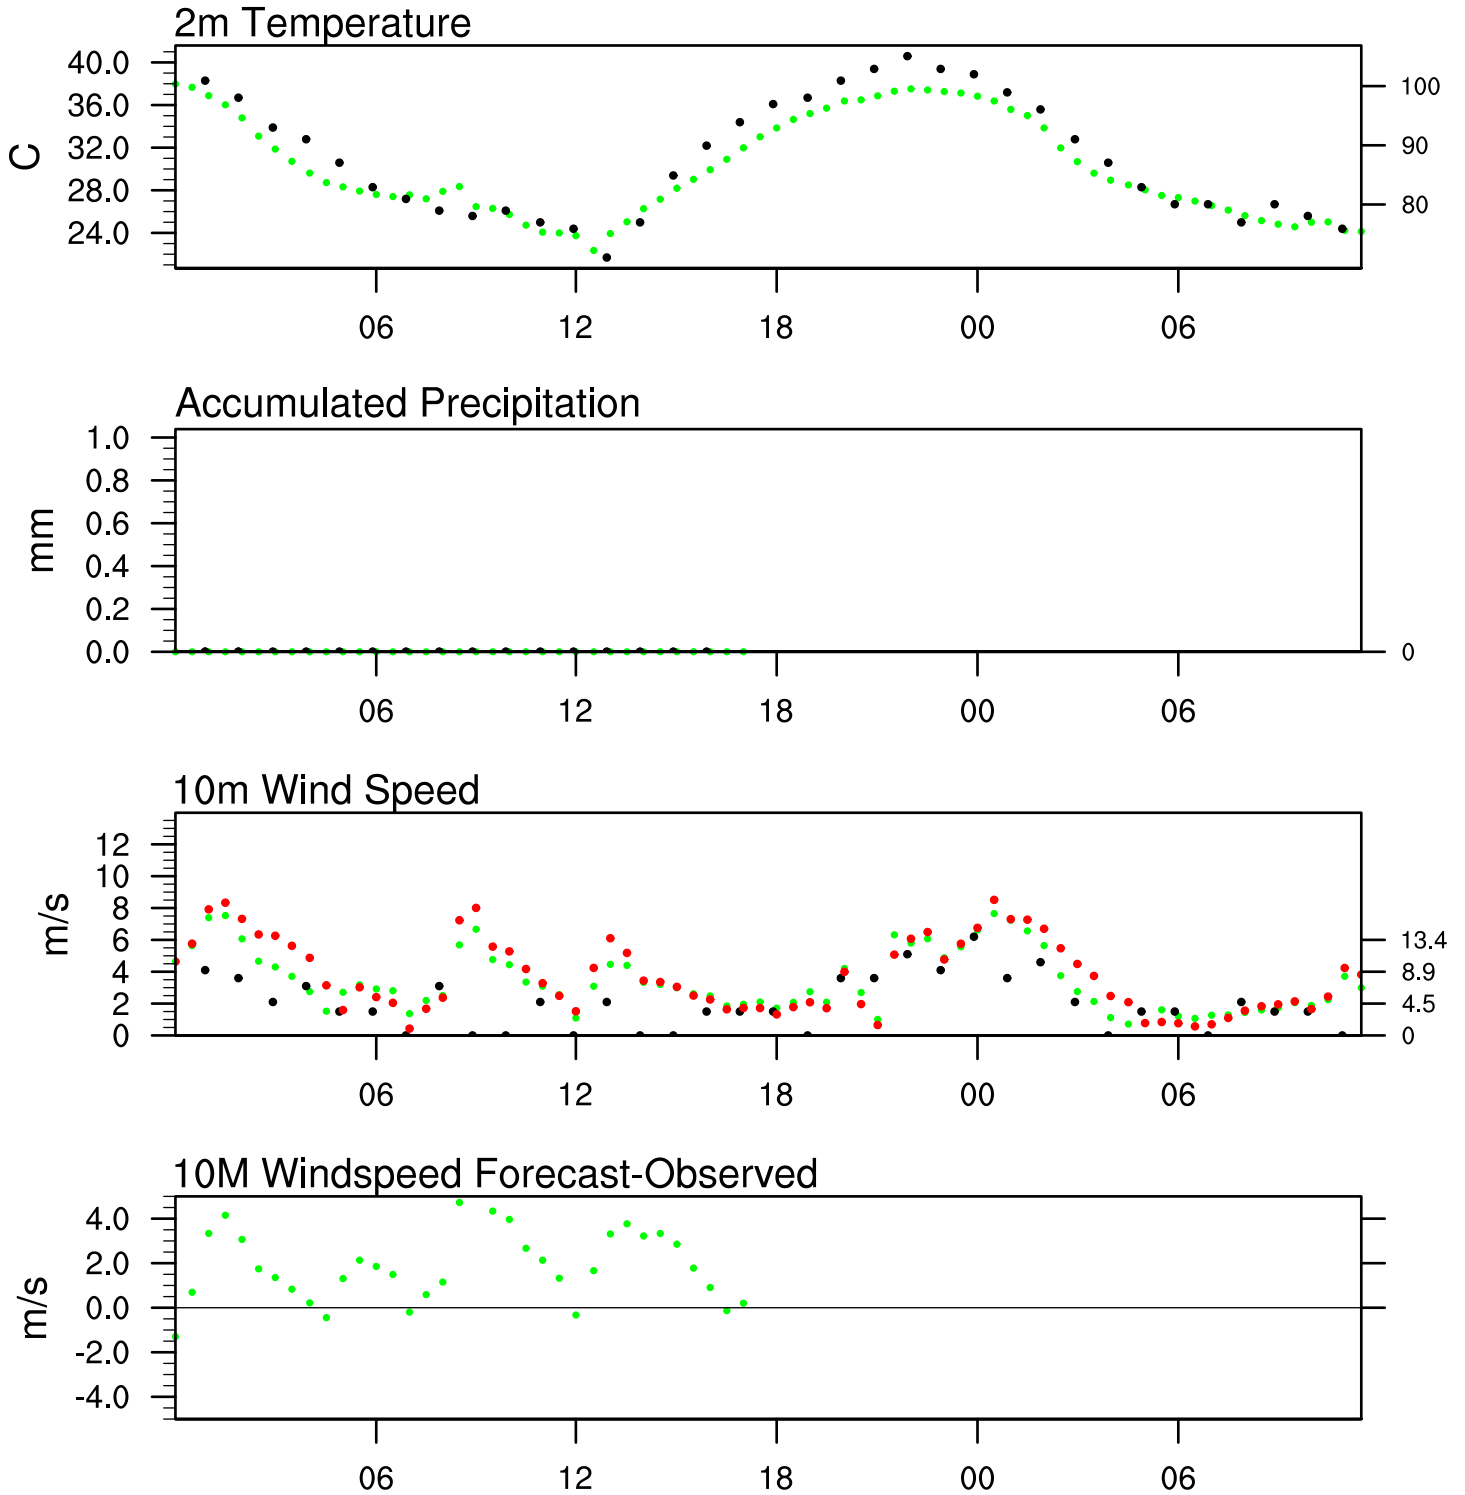 2m Temperature
40.0
36.0
32.0
28.0
24.0
C
100
90
80
06 12 18 00 06
Accumulated Precipitation
1.0
0.8
0.6
0.4
0.2
0.0
mm
0
06 12 18 00 06
10m Wind Speed
12
10
8
6
4
2
0
m/s
13.4
8.9
4.5
0
06 12 18 00 06
10M Windspeed Forecast-Observed
4.0
2.0
0.0
-2.0
-4.0
m/s
06 12 18 00 06